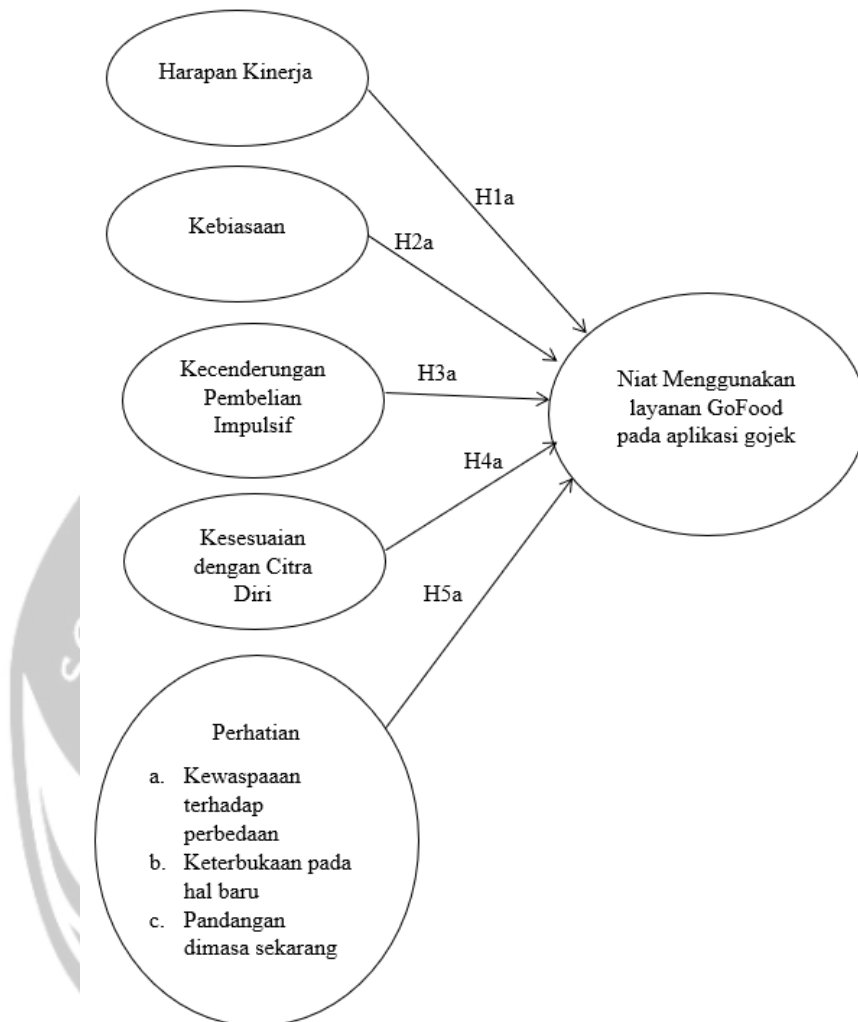 Harapan Kinerja
H1a
Kebiasaan
H2a
Kecenderungan
Pembelian
Impulsif
H3a
Niat Menggunakan
layanan GoFood
pada aplikasi gojek
H4a
Kesesuaian
dengan Citra
Diri
H5a
Perhatian
a. Kewaspaaan
terhadap
perbedaan
b. Keterbukaan pada
hal baru
c. Pandangan
dimasa sekarang